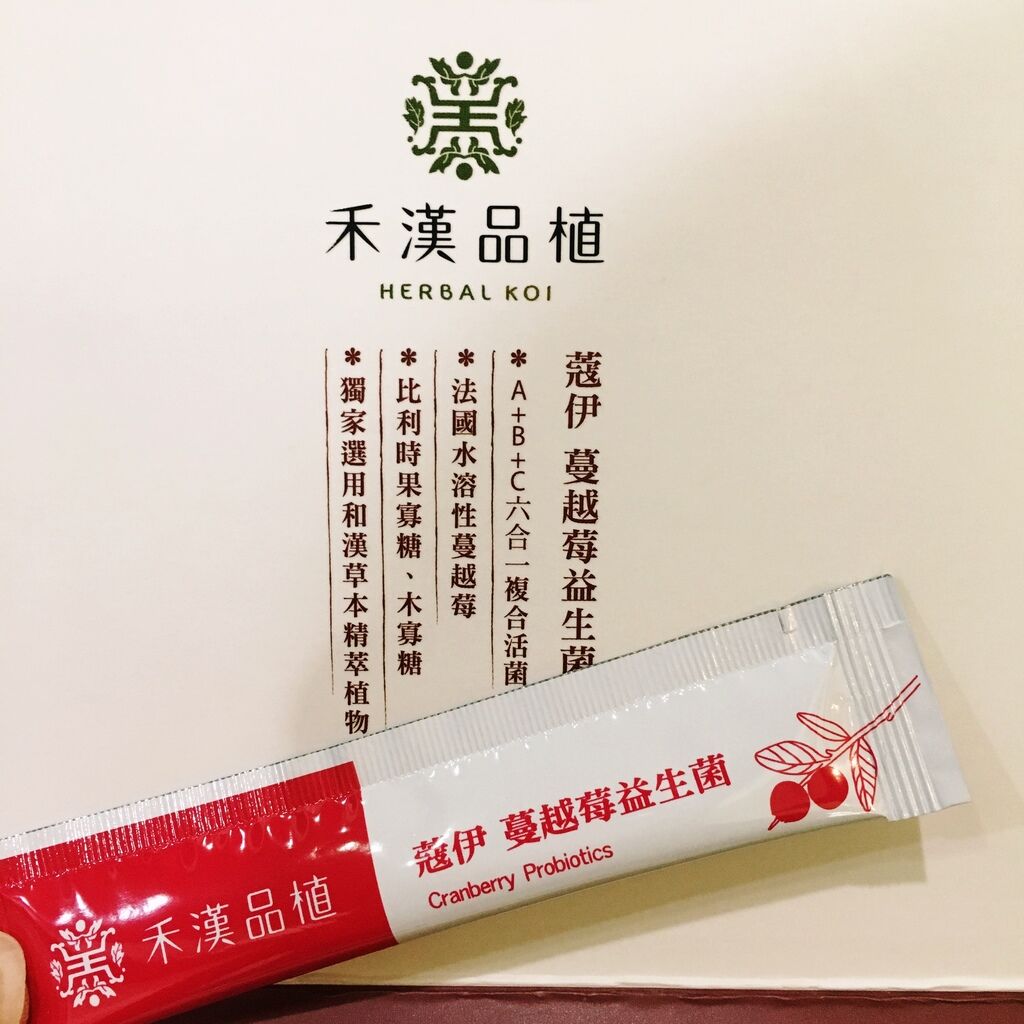 禾漢品植
HERBAL KOI
蔻伊 蔓越莓益生菌
*A+B+C六合一複合活菌
*法國水溶性蔓越莓
*比利時果寡糖、木寡糖
*獨家選用和漢草本精萃植物
蔻伊 蔓越莓益生菌
Cranberry Probiotics
禾漢品植